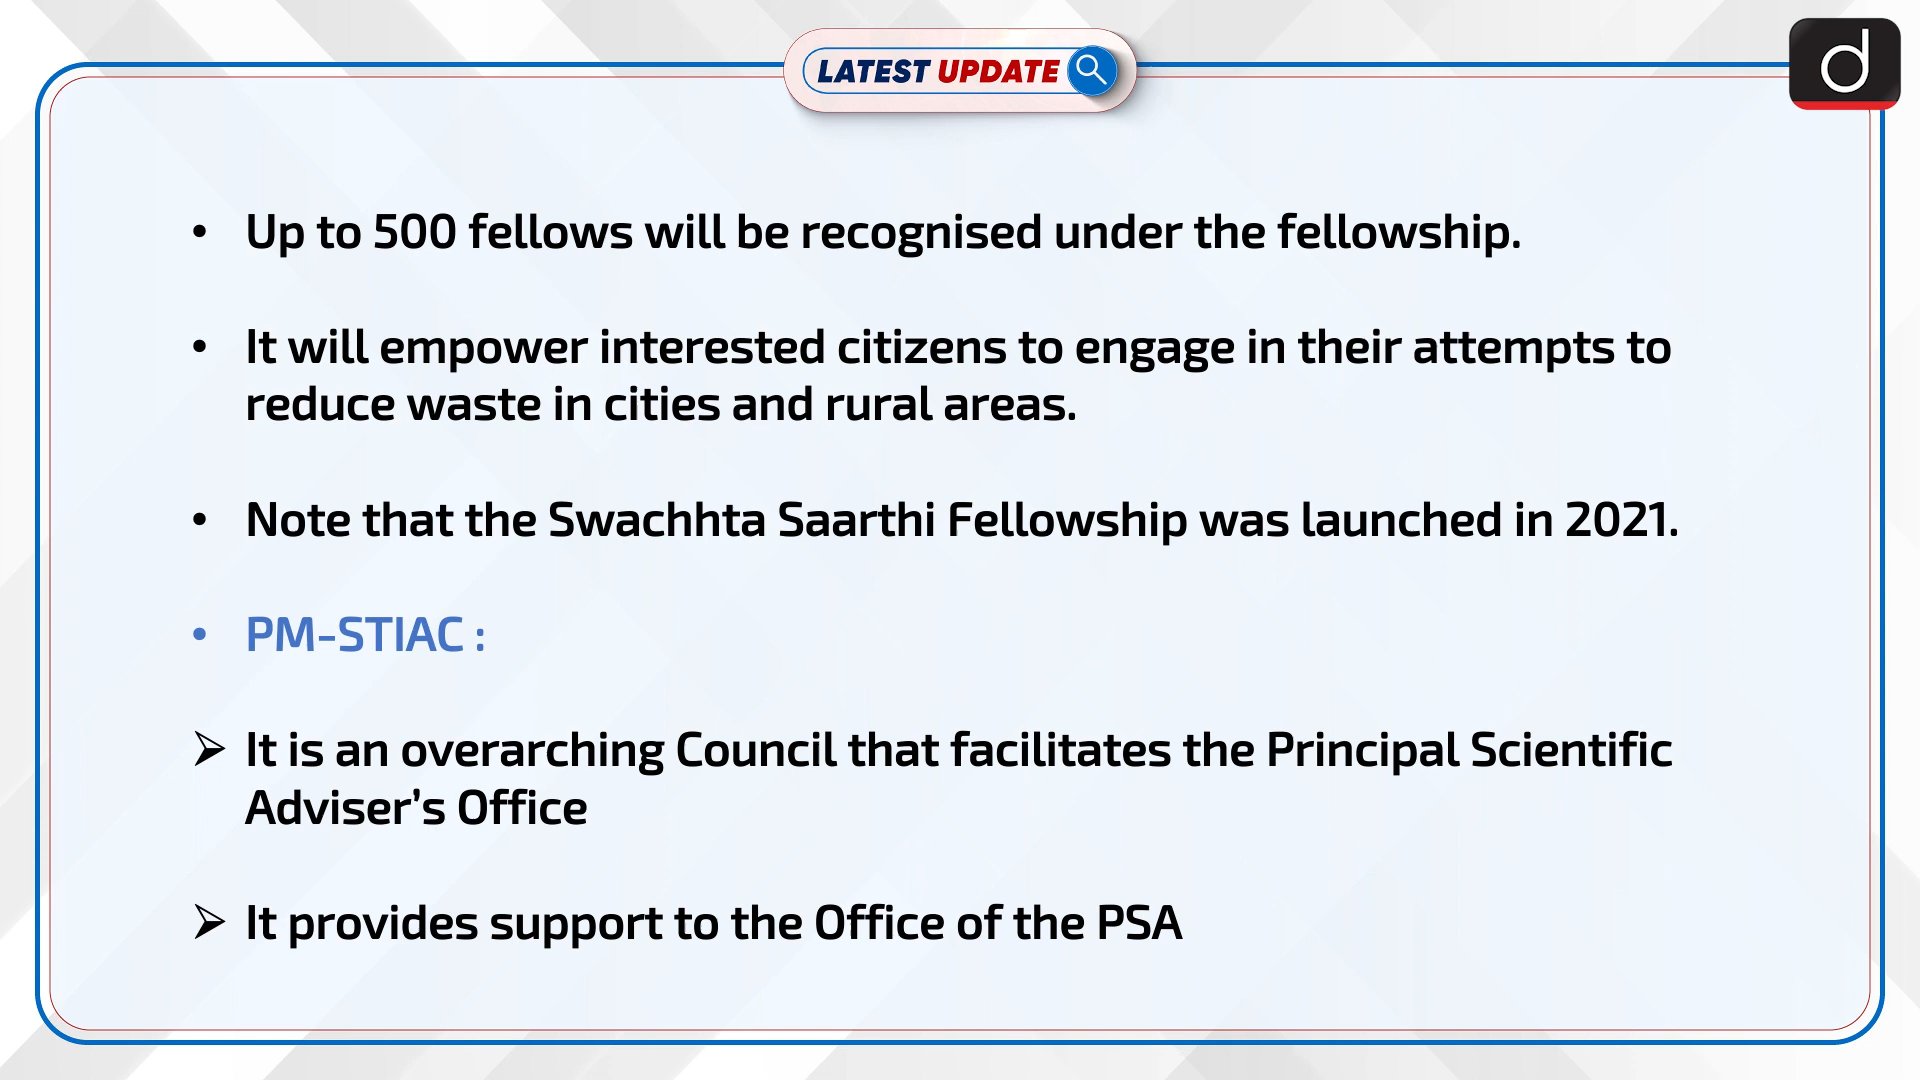 LATEST UPDATE
d
• Up to 500 fellows will be recognised under the fellowship.
• It will empower interested citizens to engage in their attempts to
reduce waste in cities and rural areas.
• Note that the Swachhta Saarthi Fellowship was launched in 2021.
• PM-STIAC :
➢ It is an overarching Council that facilitates the Principal Scientific
Adviser’s Office
➢ It provides support to the Office of the PSA